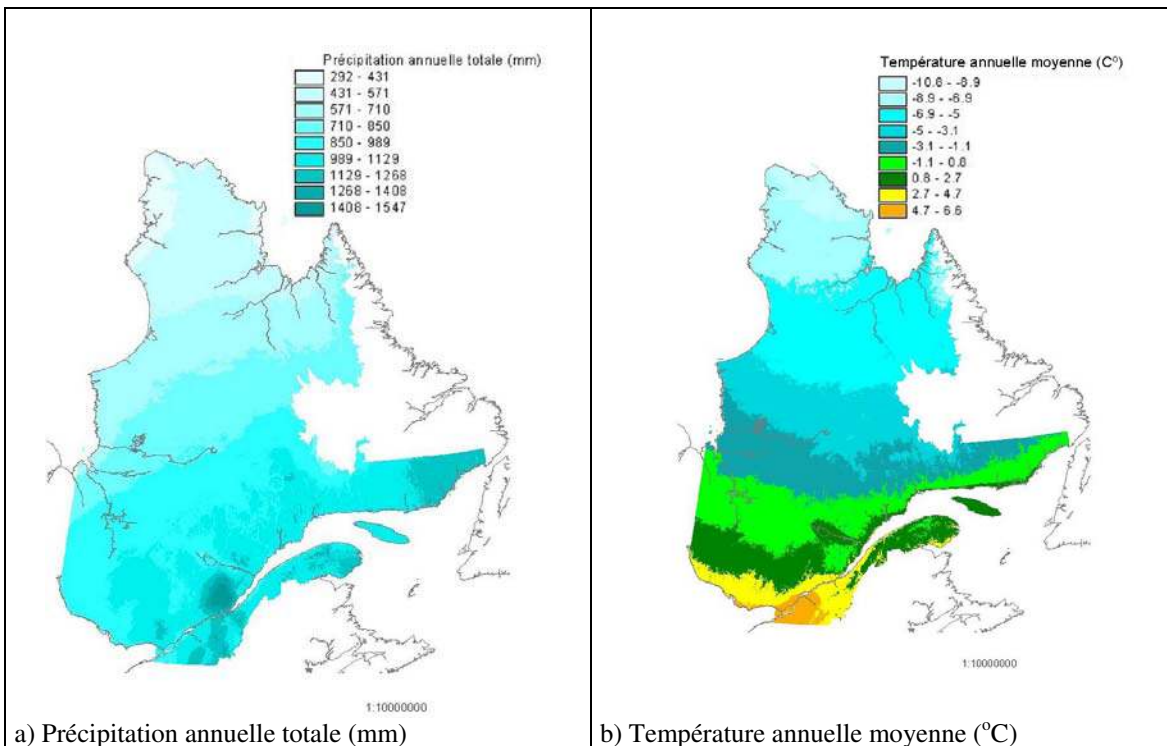 Précipitation annuelle totale (mm)
292 - 431
431 - 571
571 - 710
710 - 850
850 - 989
989 - 1129
1129 - 1268
1268 - 1408
1408 - 1547
1:10000000
a) Précipitation annuelle totale (mm)
Température annuelle moyenne (C°)
-10.6 - -8.9
-8.9 - -6.9
-6.9 - -5
-5 - -3.1
-3.1 - -1.1
-1.1 - 0.8
0.8 - 2.7
2.7 - 4.7
4.7 - 6.6
1:10000000
b) Température annuelle moyenne (°C)